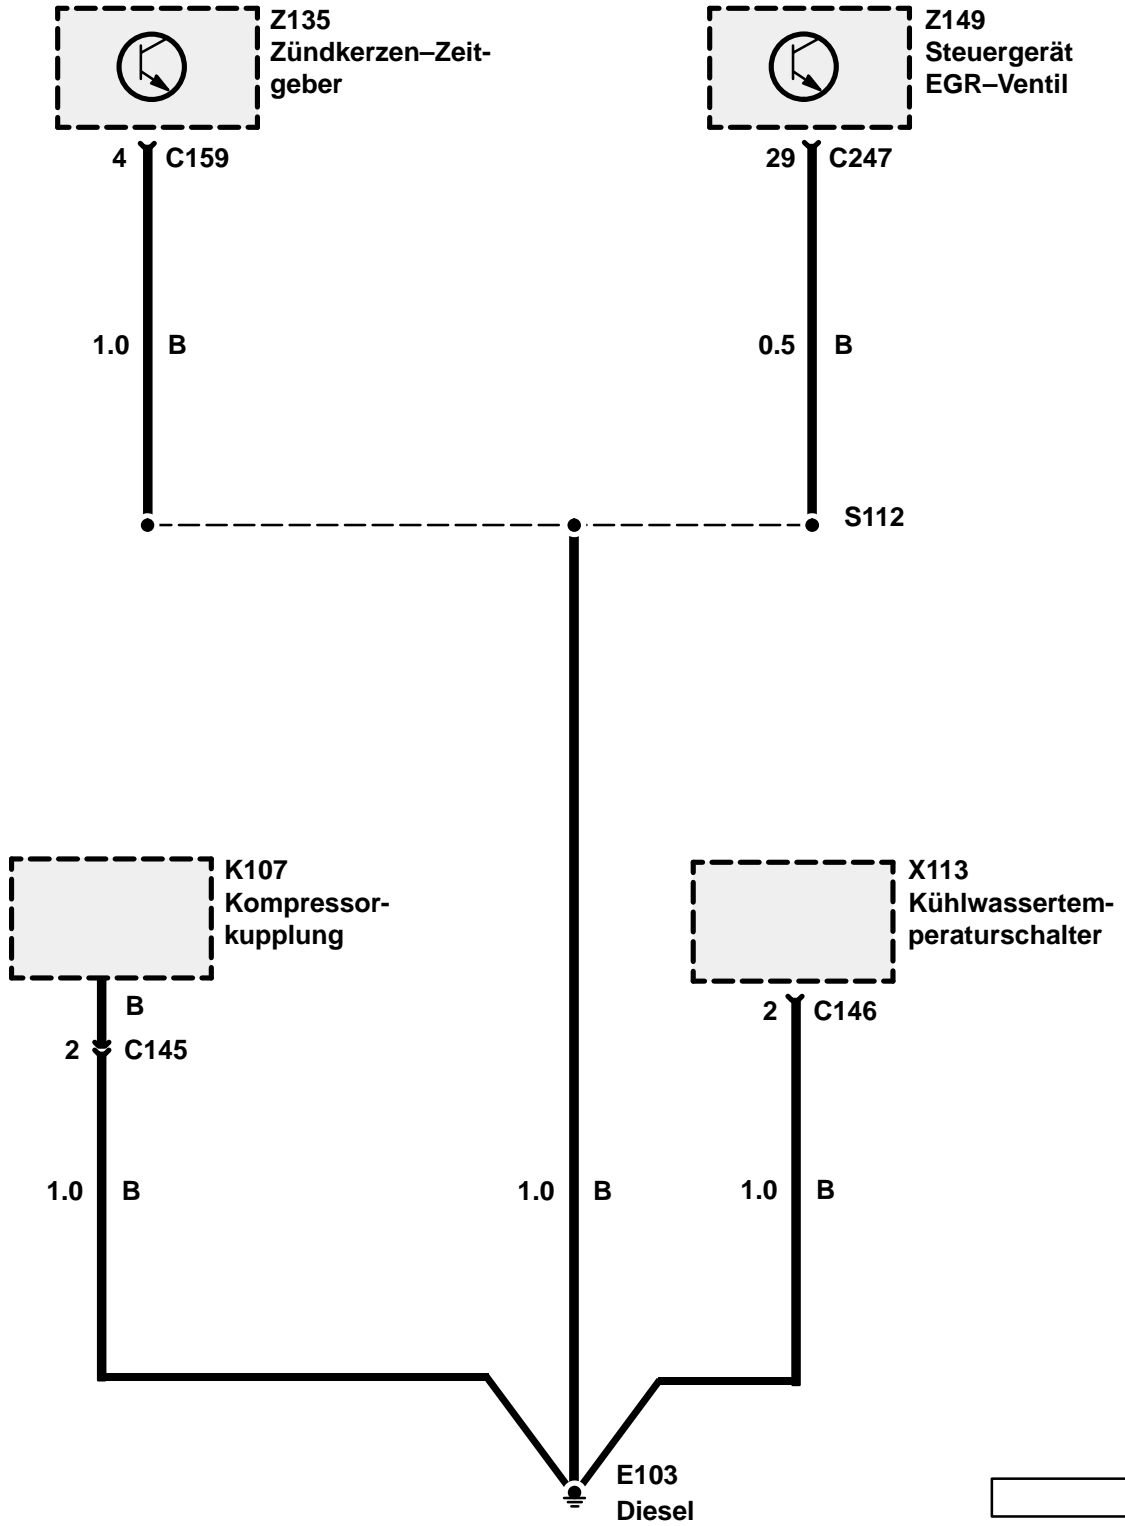 Z135
Zündkerzen–Zeit-
geber
Z149
Steuergerät
EGR–Ventil
4 C159
29 C247
1.0 B
0.5 B
S112
K107
Kompressor-
kupplung
X113
Kühlwassertem-
peraturschalter
B
2 C145
2 C146
1.0 B
1.0 B
1.0 B
E103
Diesel